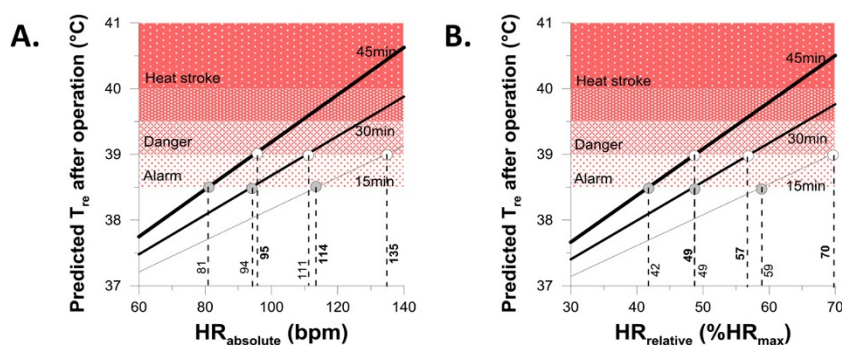 A.
Predicted Tre after operation (°C)
41
40
39
38
37
Heat stroke
Danger
Alarm
45min
30min
15min
81
94
95
111
114
135
60
80
100
120
140
HRabsolute (bpm)
B.
Predicted Tre after operation (°C)
41
40
39
38
37
Heat stroke
Danger
Alarm
45min
30min
15min
42
49
49
57
59
70
30
40
50
60
70
HRrelative (%HRmax)